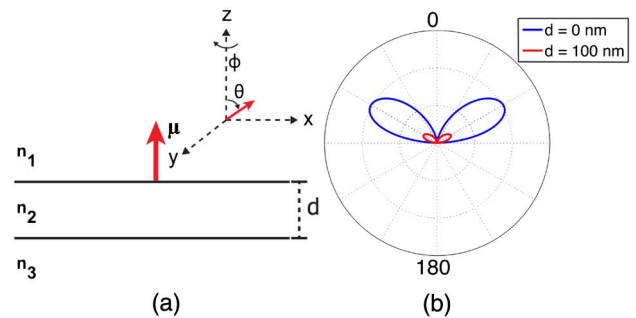 z
ϕ
θ
x
y
μ
n1
n2
d
n3
(a)
0
d = 0 nm
d = 100 nm
180
(b)